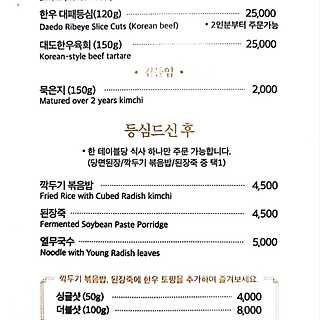 한우 대패등심(120g) 25,000
Daedo Ribeye Slice Cuts (Korean beef) • 2인분부터 주문가능
대도한우육회 (150g) 25,000
Korean-style beef tartare
묵은지 (150g) 2,000
Matured over 2 years kimchi
등심드신 후
• 한 테이블당 식사 하나만 주문 가능합니다.
(당면된장/깍두기 볶음밥/된장죽 중 택1)
깍두기 볶음밥 4,500
Fried Rice with Cubed Radish kimchi
된장죽 4,500
Fermented Soybean Paste Porridge
열무국수 5,000
Noodle with Young Radish leaves
깍두기 볶음밥, 된장죽에 한우 토핑을 추가하며 즐겨보세요.
싱글샷 (50g) 4,000
더블샷 (100g) 8,000